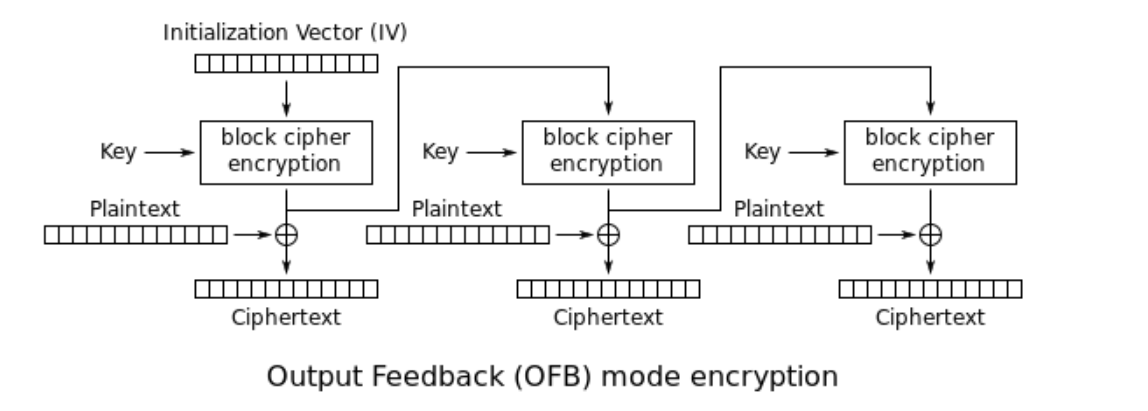 Initialization Vector (IV)
block cipher
encryption
Key
Plaintext
Ciphertext
block cipher
encryption
Key
Plaintext
Ciphertext
block cipher
encryption
Key
Plaintext
Ciphertext
Output Feedback (OFB) mode encryption